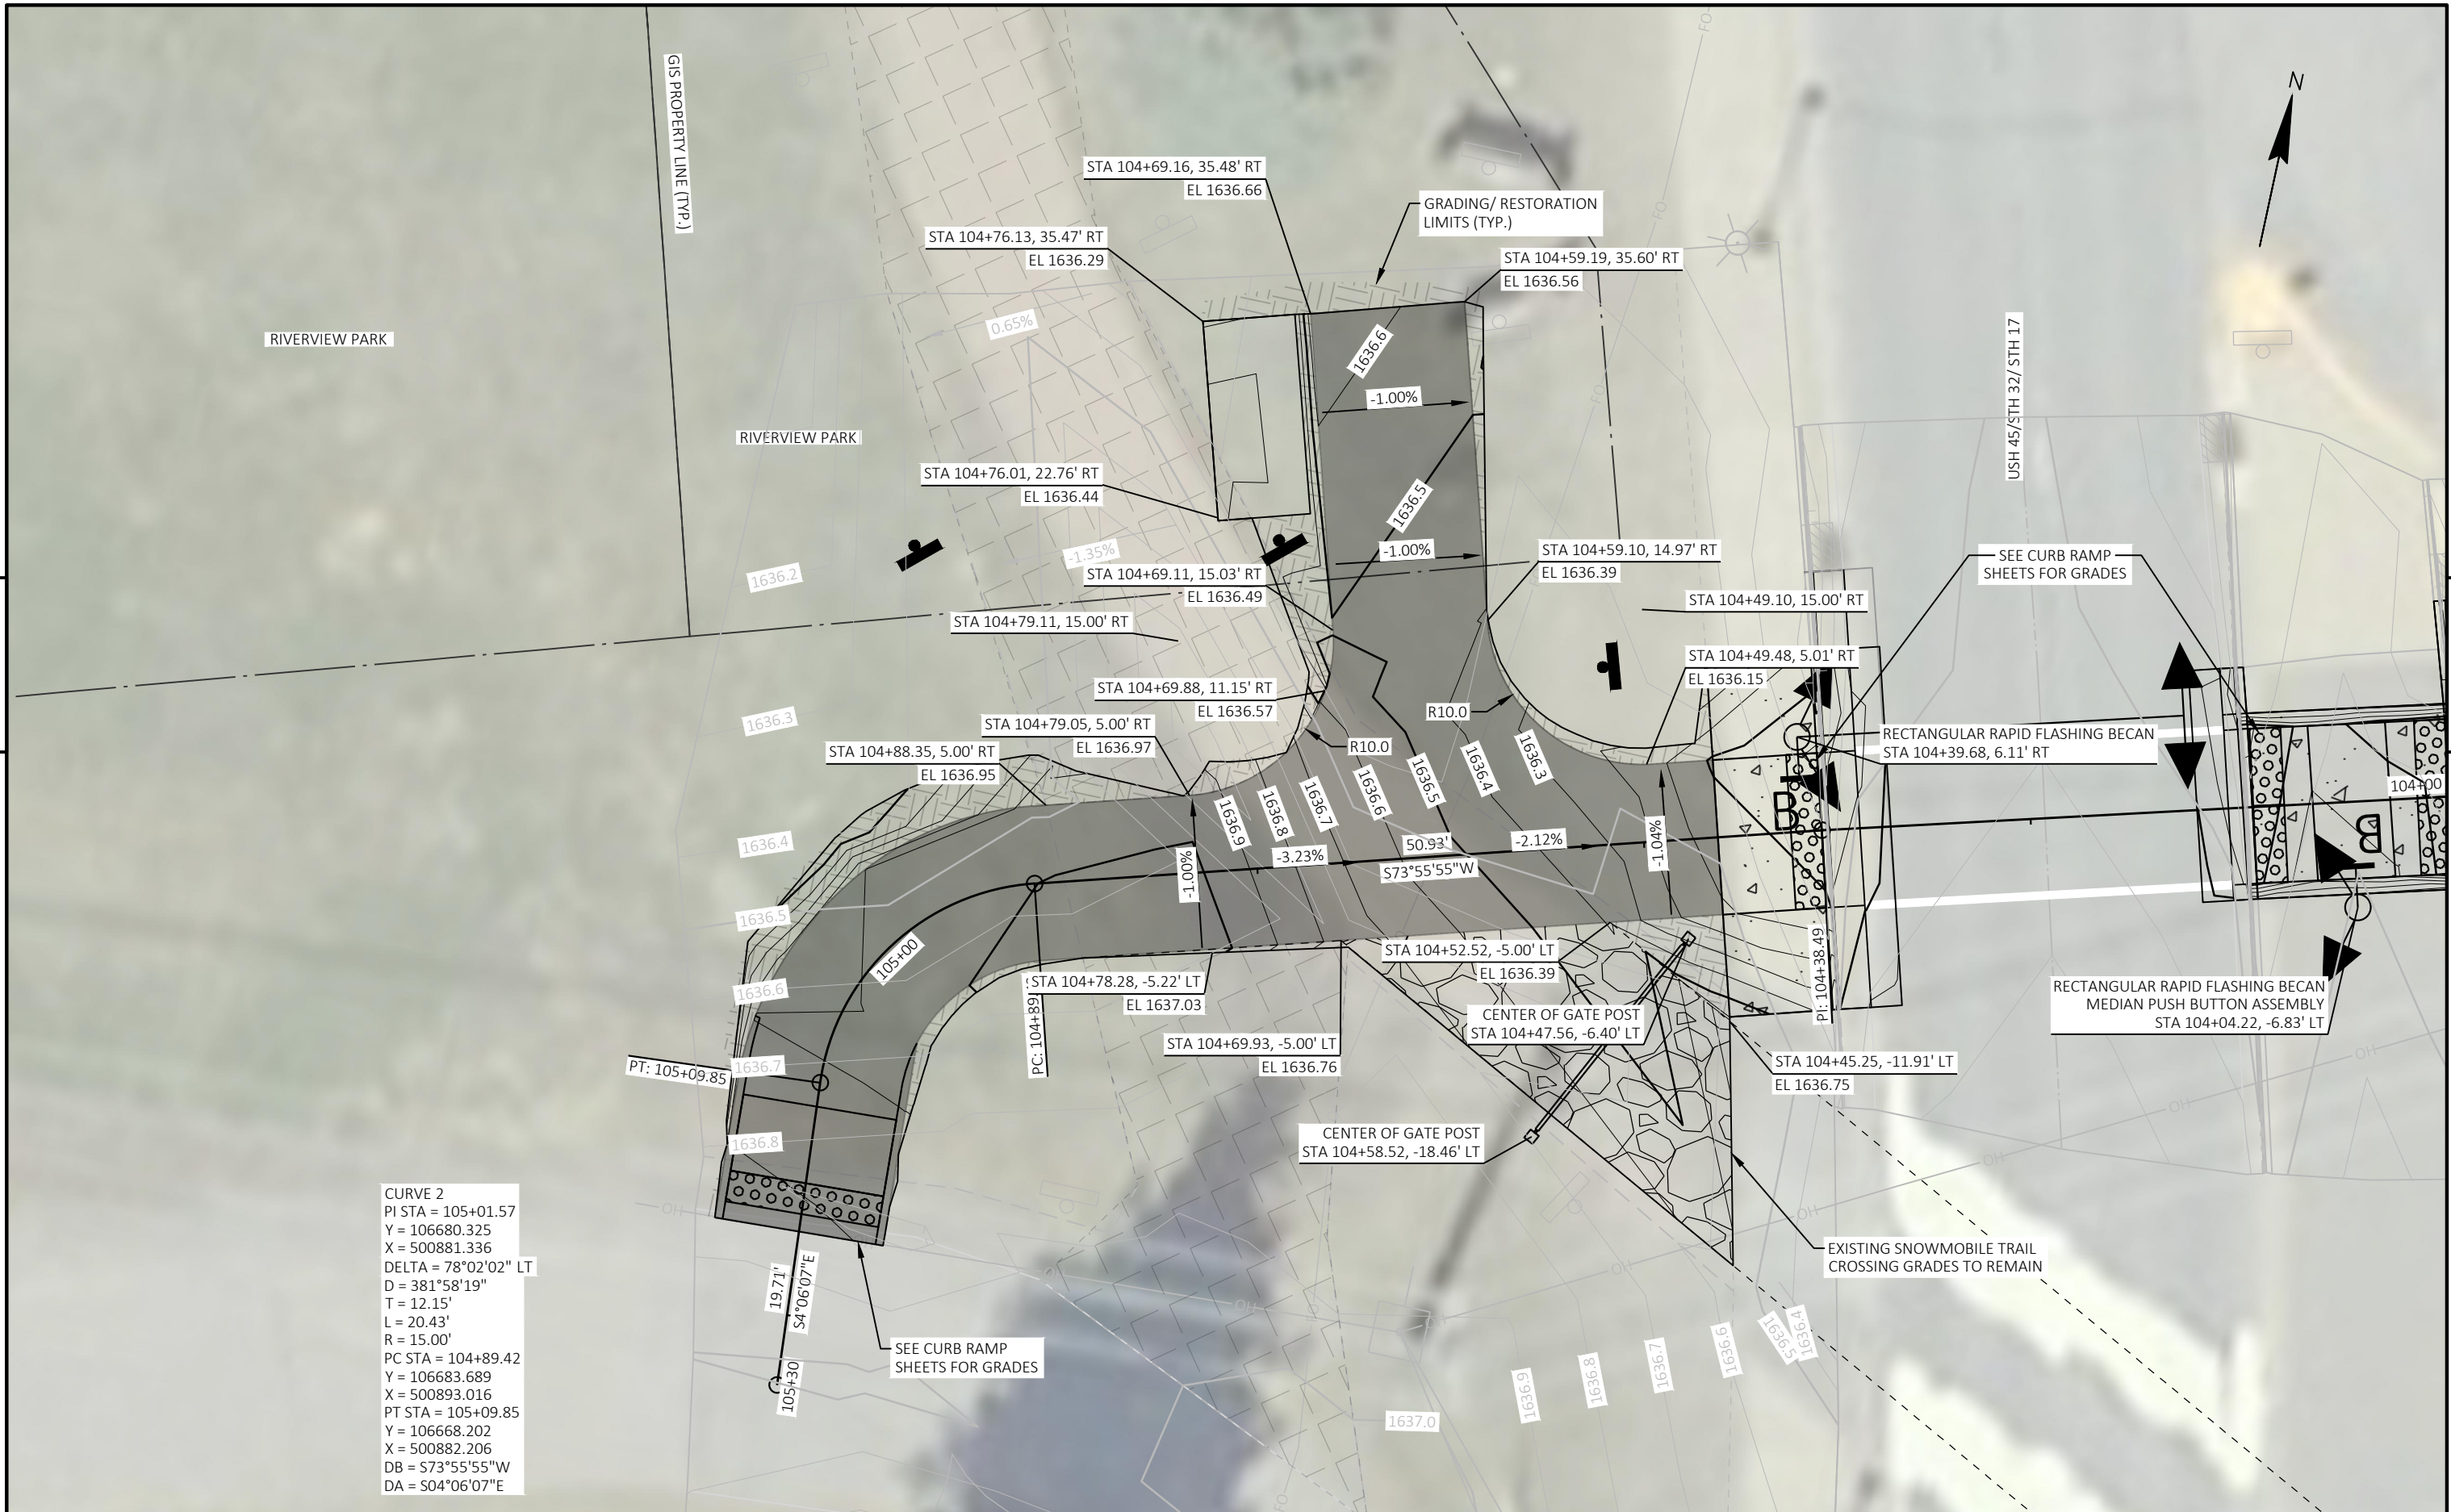 GIS PROPERTY LINE (TYP.)
N
FO
STA 104+69.16, 35.48' RT
EL 1636.66
GRADING/ RESTORATION
LIMITS (TYP.)
STA 104+76.13, 35.47' RT
EL 1636.29
STA 104+59.19, 35.60' RT
EL 1636.56
FO
0.65%
RIVERVIEW PARK
1636.6
USH 45/STH 32/ STH 17
-1.00%
FO
RIVERVIEW PARK
STA 104+76.01, 22.76' RT
EL 1636.44
1636.5
-1.35%
-1.00%
STA 104+59.10, 14.97' RT
EL 1636.39
SEE CURB RAMP
SHEETS FOR GRADES
1636.2
STA 104+69.11, 15.03' RT
EL 1636.49
STA 104+49.10, 15.00' RT
STA 104+79.11, 15.00' RT
STA 104+49.48, 5.01' RT
EL 1636.15
STA 104+69.88, 11.15' RT
EL 1636.57
R10.0
1636.3
STA 104+79.05, 5.00' RT
EL 1636.97
R10.0
RECTANGULAR RAPID FLASHING BECAN
STA 104+39.68, 6.11' RT
STA 104+88.35, 5.00' RT
EL 1636.95
1636.9
1636.8
1636.7
1636.6
1636.5
1636.4
1636.3
104+00
B
B
1636.4
-1.00%
-3.23%
50.93'
S73°55'55"W
-2.12%
-1.04%
1636.5
105+00
STA 104+52.52, -5.00' LT
EL 1636.39
PI: 104+38.49
1636.6
STA 104+78.28, -5.22' LT
EL 1637.03
PC: 104+89.
CENTER OF GATE POST
STA 104+47.56, -6.40' LT
RECTANGULAR RAPID FLASHING BECAN
MEDIAN PUSH BUTTON ASSEMBLY
STA 104+04.22, -6.83' LT
STA 104+69.93, -5.00' LT
EL 1636.76
STA 104+45.25, -11.91' LT
EL 1636.75
PT: 105+09.85
1636.7
OH
OH
1636.8
CENTER OF GATE POST
STA 104+58.52, -18.46' LT
OH
OH
OH
OH
OH
EXISTING SNOWMOBILE TRAIL
CROSSING GRADES TO REMAIN
19.71'
S4°06'07"E
SEE CURB RAMP
SHEETS FOR GRADES
105+30
1637.0
1636.9
1636.8
1636.7
1636.6
1636.5
1636.4
FO
CURVE 2
PI STA = 105+01.57
Y = 106680.325
X = 500881.336
DELTA = 78°02'02" LT
D = 381°58'19"
T = 12.15'
L = 20.43'
R = 15.00'
PC STA = 104+89.42
Y = 106683.689
X = 500893.016
PT STA = 105+09.85
Y = 106668.202
X = 500882.206
DB = S73°55'55"W
DA = S04°06'07"E